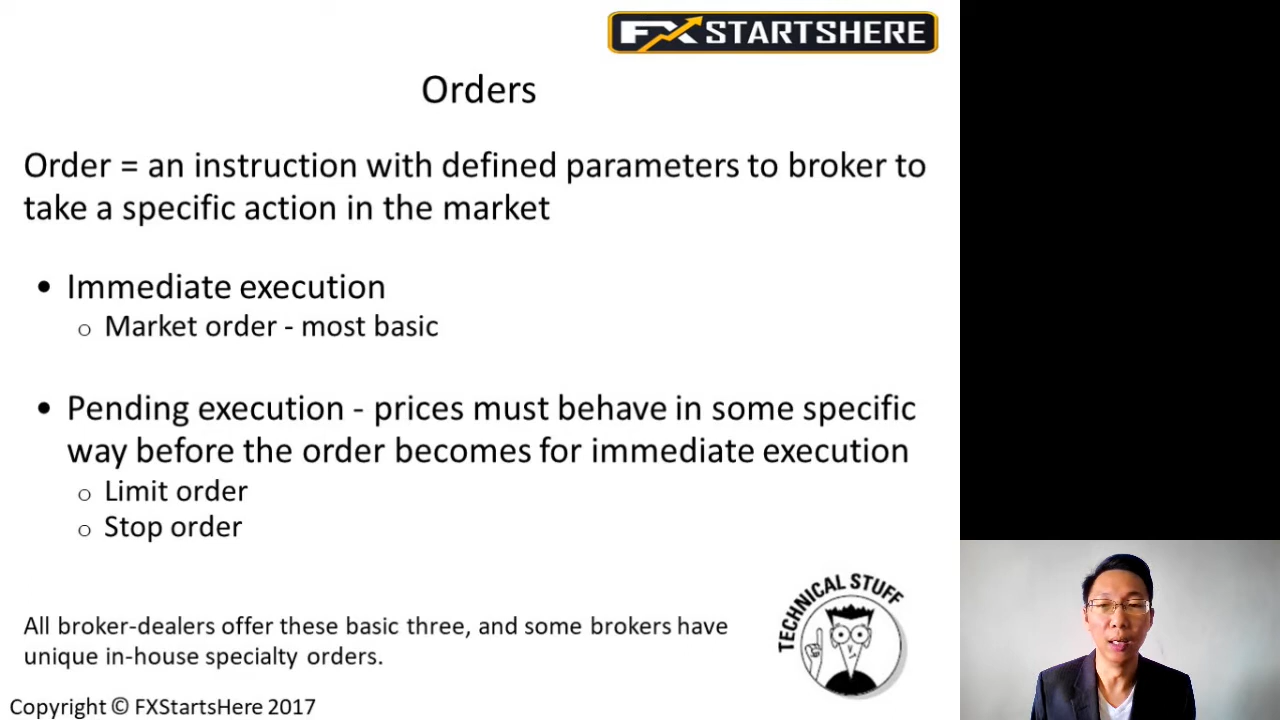 FXSTARTSHERE
Orders
Order = an instruction with defined parameters to broker to
take a specific action in the market
• Immediate execution
o Market order - most basic
• Pending execution - prices must behave in some specific
way before the order becomes for immediate execution
o Limit order
o Stop order
TECHNICAL STUFF
All broker-dealers offer these basic three, and some brokers have
unique in-house specialty orders.
Copyright © FXStartsHere 2017